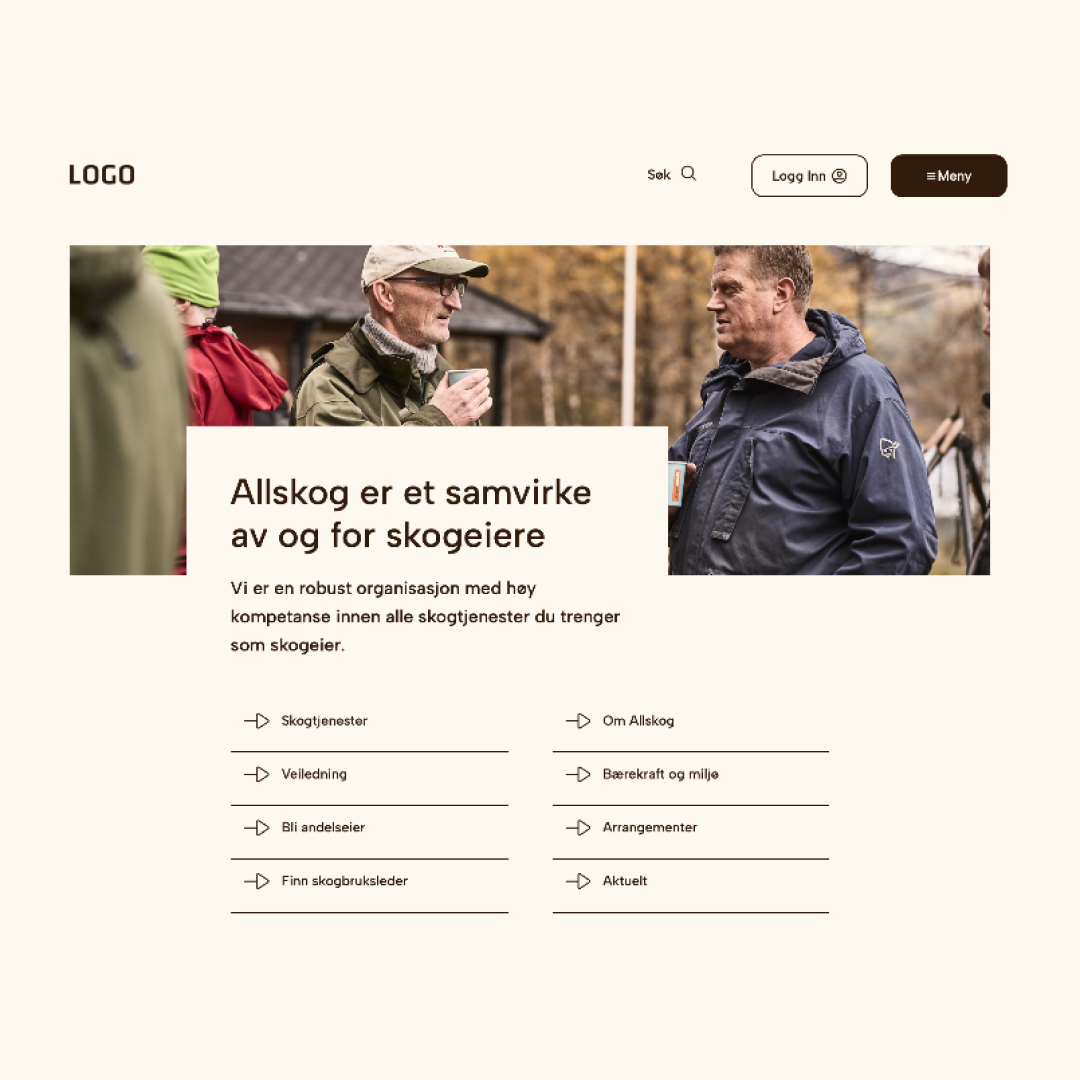 LOGO
Søk
Logg Inn
Meny
Allskog er et samvirke
av og for skogeiere
Vi er en robust organisasjon med høy
kompetanse innen alle skogtjenester du trenger
som skogeier.
Skogtjenester
Om Allskog
Veiledning
Bærekraft og miljø
Bli andelseier
Arrangementer
Finn skogbruksleder
Aktuelt